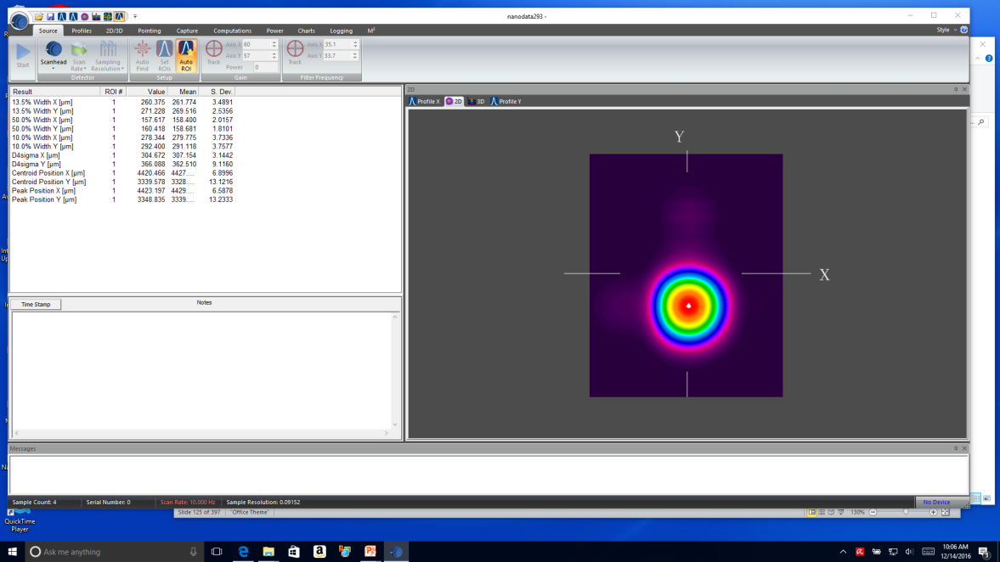 nanodata293 -
Source Profiles 2D/3D Pointing Capture Computations Power Charts Logging M²
Style
Start
Scanhead
Scan Rate
Sampling Resolution
Detector
Auto Find
Set ROIs
Auto ROI
Setup
Track
Axis X 60
Axis Y 57
Power 0
Gain
Track
Axis X 35.1
Axis Y 33.7
Filter Frequency
Result ROI # Value Mean S. Dev.
13.5% Width X [µm] 1 260.375 261.774 3.4891
13.5% Width Y [µm] 1 271.228 269.516 2.5356
50.0% Width X [µm] 1 157.617 158.400 2.0157
50.0% Width Y [µm] 1 160.418 158.681 1.8101
10.0% Width X [µm] 1 278.344 279.775 3.7336
10.0% Width Y [µm] 1 292.400 291.118 3.7577
D4sigma X [µm] 1 304.672 307.154 3.1442
D4sigma Y [µm] 1 366.088 362.510 9.1160
Centroid Position X [µm] 1 4420.466 4427.... 6.8996
Centroid Position Y [µm] 1 3339.578 3328.... 13.1216
Peak Position X [µm] 1 4423.197 4429.... 6.5878
Peak Position Y [µm] 1 3348.835 3339.... 13.2333
Time Stamp
Notes
2D
Profile X 2D 3D Profile Y
Y
X
Messages
Sample Count: 4 Serial Number: 0 Scan Rate: 10.000 Hz Sample Resolution: 0.09152
No Device
Slide 125 of 397 "Office Theme" 130%
QuickTime
Player
Ask me anything
10:06 AM
12/14/2016
3